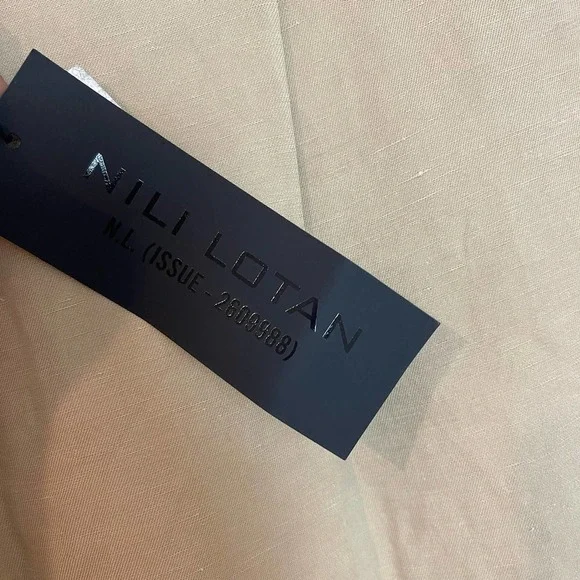 NILI LOTAN
N.L. (ISSUE - 2809988)